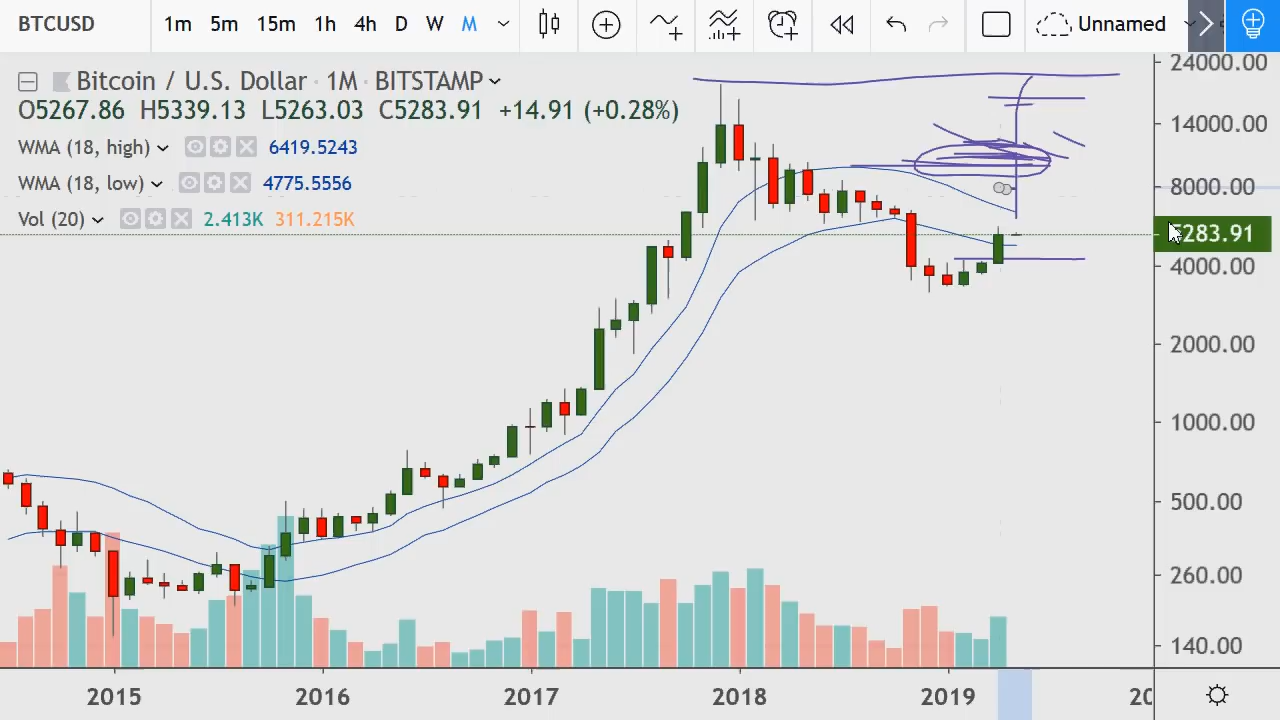 BTCUSD 1m 5m 15m 1h 4h D W M Unnamed
Bitcoin / U.S. Dollar · 1M · BITSTAMP
O5267.86 H5339.13 L5263.03 C5283.91 +14.91 (+0.28%)
WMA (18, high) 6419.5243
WMA (18, low) 4775.5556
Vol (20) 2.413K 311.215K
24000.00
14000.00
8000.00
283.91
4000.00
2000.00
1000.00
500.00
260.00
140.00
2015 2016 2017 2018 2019 20